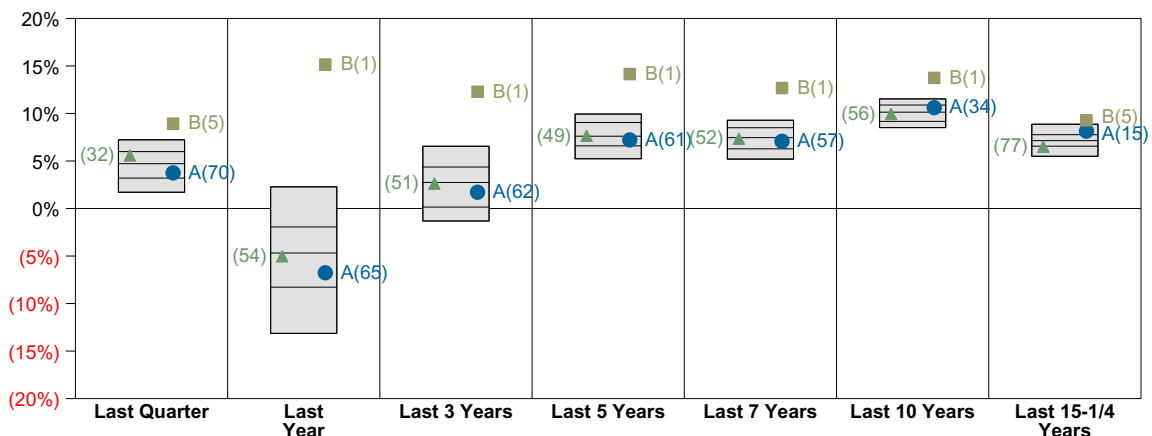 20%
15%
10%
5%
0%
(5%)
(10%)
(15%)
(20%)
B(5)
(32)
A(70)
B(1)
(54)
A(65)
B(1)
(51)
A(62)
B(1)
(49)
A(61)
B(1)
(52)
A(57)
B(1)
(56)
A(34)
B(5)
A(15)
(77)
Last Quarter
Last
Year
Last 3 Years
Last 5 Years
Last 7 Years
Last 10 Years
Last 15-1/4
Years